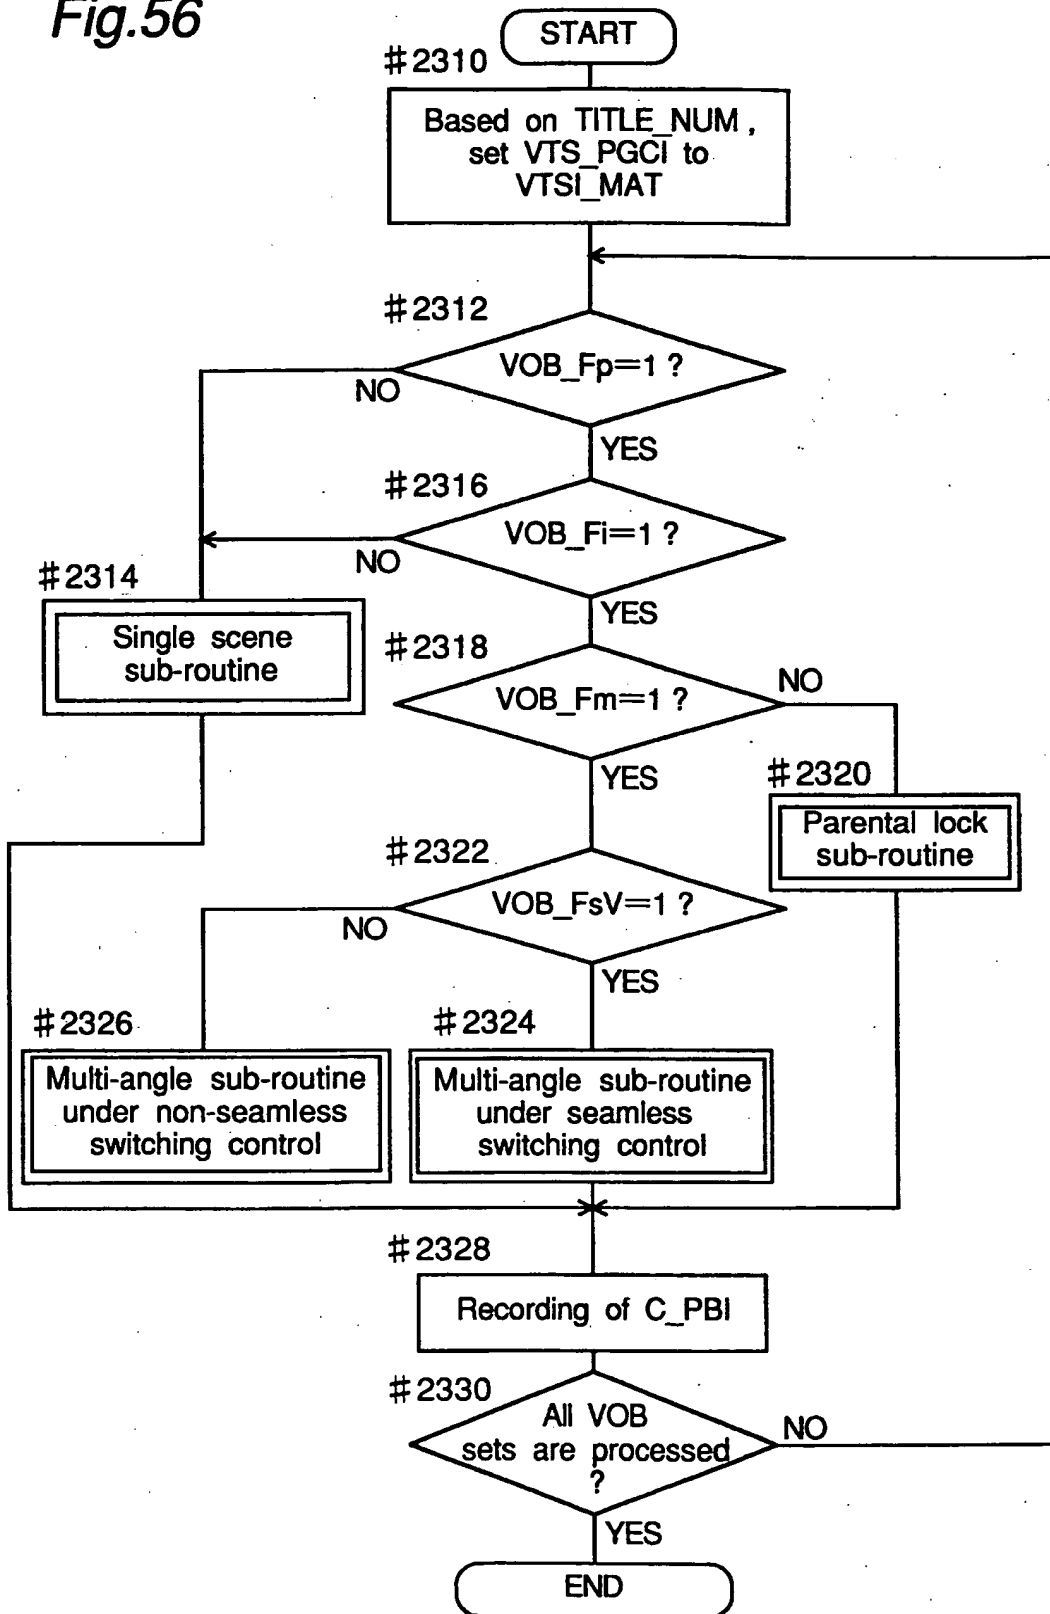 Fig.56
START
#2310
Based on TITLE_NUM,
set VTS_PGCI to
VTSI_MAT
#2312
VOB_Fp=1 ?
NO
YES
#2316
VOB_Fi=1 ?
NO
YES
#2314
Single scene
sub-routine
#2318
VOB_Fm=1 ?
NO
YES
#2320
Parental lock
sub-routine
#2322
VOB_FsV=1 ?
NO
YES
#2326
Multi-angle sub-routine
under non-seamless
switching control
#2324
Multi-angle sub-routine
under seamless
switching control
#2328
Recording of C_PBI
#2330
All VOB
sets are processed
?
NO
YES
END